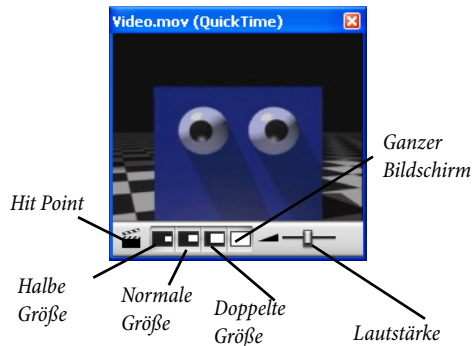 Video.mov (QuickTime)
Ganzer
Bildschirm
Hit Point
Halbe
Größe
Normale
Größe
Doppelte
Größe
Lautstärke